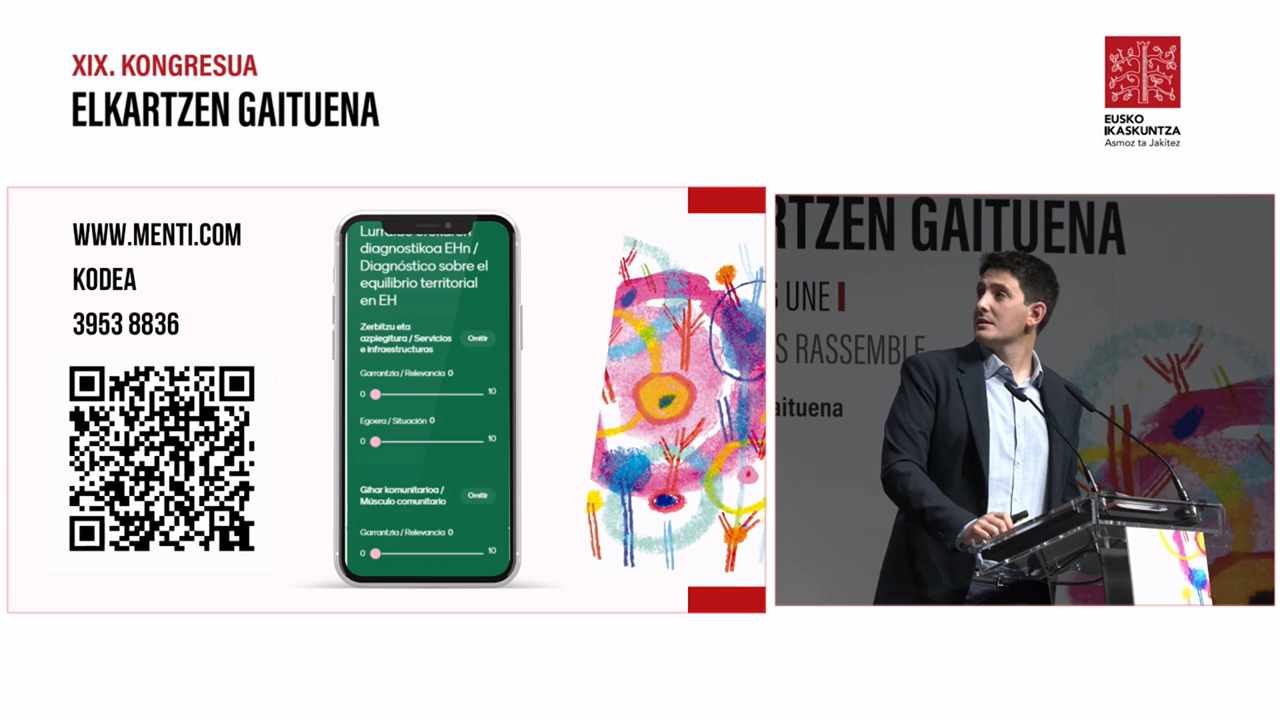 XIX. KONGRESUA
ELKARTZEN GAITUENA
EUSKO
IKASKUNTZA
Asmoz ta Jakitez
WWW.MENTI.COM
KODEA
3953 8836
diagnostikoa EHn /
Diagnóstico sobre el
equilibrio territorial
en EH
Zerbitzu eta
azpiegitura / Servicios
e infraestructuras
Omitir
Garrantzia / Relevancia 0
0 10
Egoera / Situación 0
0 10
Gihar komunitarioa /
Músculo comunitario
Omitir
Garrantzia / Relevancia 0
0 10
RTZEN GAITUENA
S UNE
S RASSEMBLE
aituena